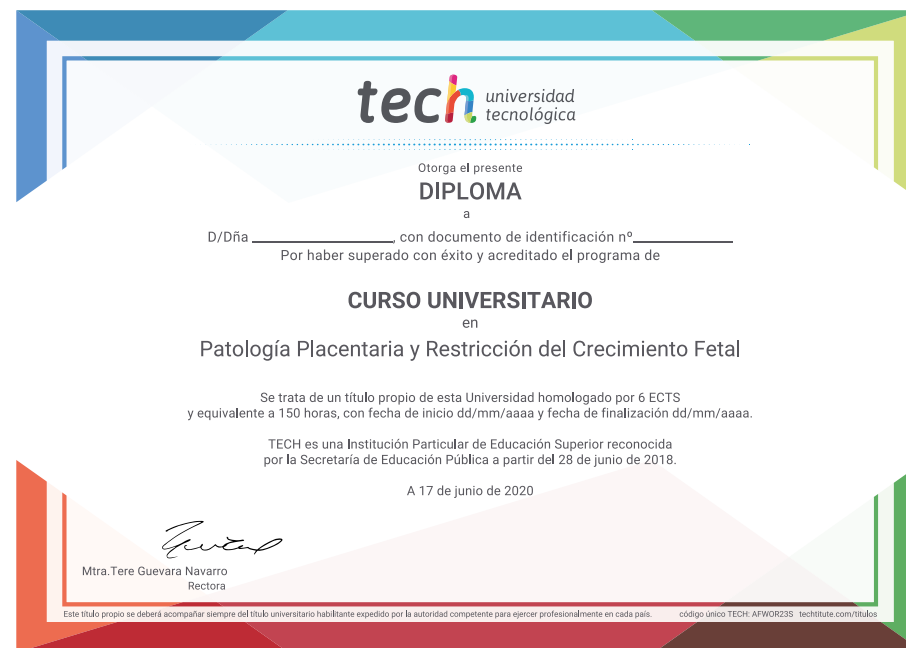 tech universidad
tecnológica
Otorga el presente
DIPLOMA
a
D/Dña ____________________, con documento de identificación nº______________
Por haber superado con éxito y acreditado el programa de
CURSO UNIVERSITARIO
en
Patología Placentaria y Restricción del Crecimiento Fetal
Se trata de un título propio de esta Universidad homologado por 6 ECTS
y equivalente a 150 horas, con fecha de inicio dd/mm/aaaa y fecha de finalización dd/mm/aaaa.
TECH es una Institución Particular de Educación Superior reconocida
por la Secretaría de Educación Pública a partir del 28 de junio de 2018.
A 17 de junio de 2020
Mtra.Tere Guevara Navarro
Rectora
Este título propio se deberá acompañar siempre del título universitario habilitante expedido por la autoridad competente para ejercer profesionalmente en cada país. código único TECH: AFWOR23S techtitute.com/titulos